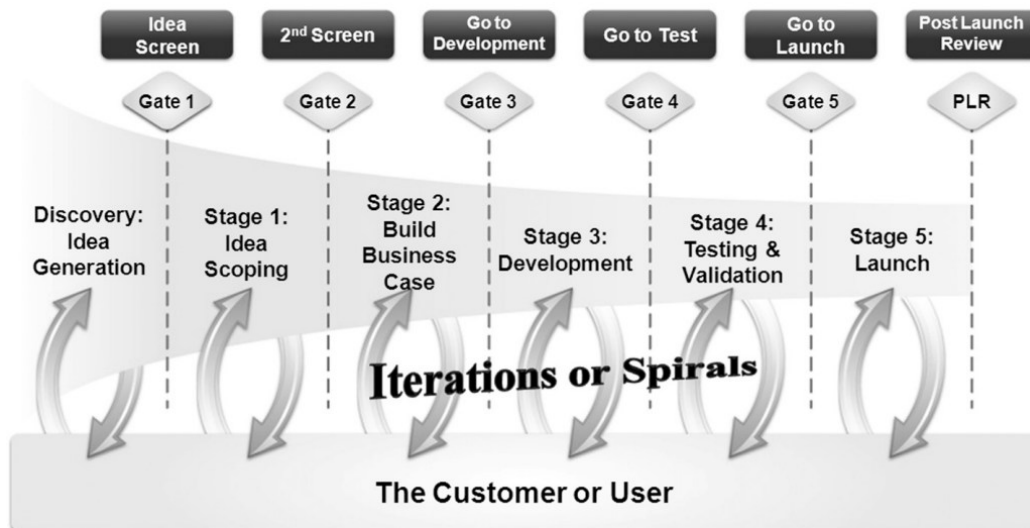 Idea
Screen
2nd Screen
Go to
Development
Go to Test
Go to
Launch
Post Launch
Review
Gate 1
Gate 2
Gate 3
Gate 4
Gate 5
PLR
Discovery:
Idea
Generation
Stage 1:
Idea
Scoping
Stage 2:
Build
Business
Case
Stage 3:
Development
Stage 4:
Testing &
Validation
Stage 5:
Launch
Iterations or Spirals
The Customer or User